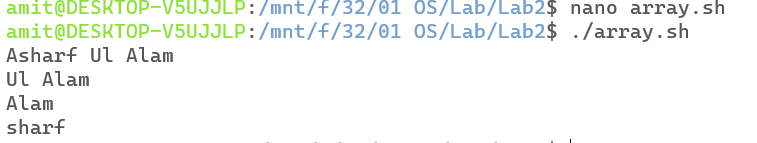 amit@DESKTOP-V5UJJLP:/mnt/f/32/01 OS/Lab/Lab2$ nano array.sh
amit@DESKTOP-V5UJJLP:/mnt/f/32/01 OS/Lab/Lab2$ ./array.sh
Asharf Ul Alam
Ul Alam
Alam
sharf